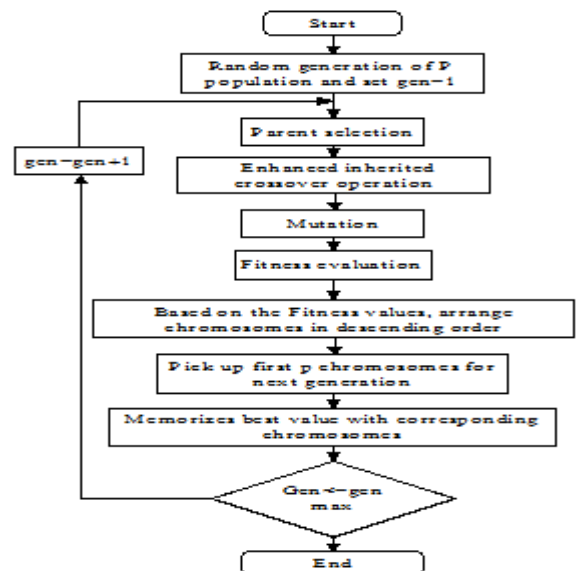 Start
Random generation of P
population and set gen=1
Parent selection
gen=gen+1
Enhanced inherited
crossover operation
Mutation
Fitness evaluation
Based on the Fitness values, arrange
chromosomes in descending order
Pick up first p chromosomes for
next generation
Memorizes best value with corresponding
chromosomes
Gen<=gen
max
End